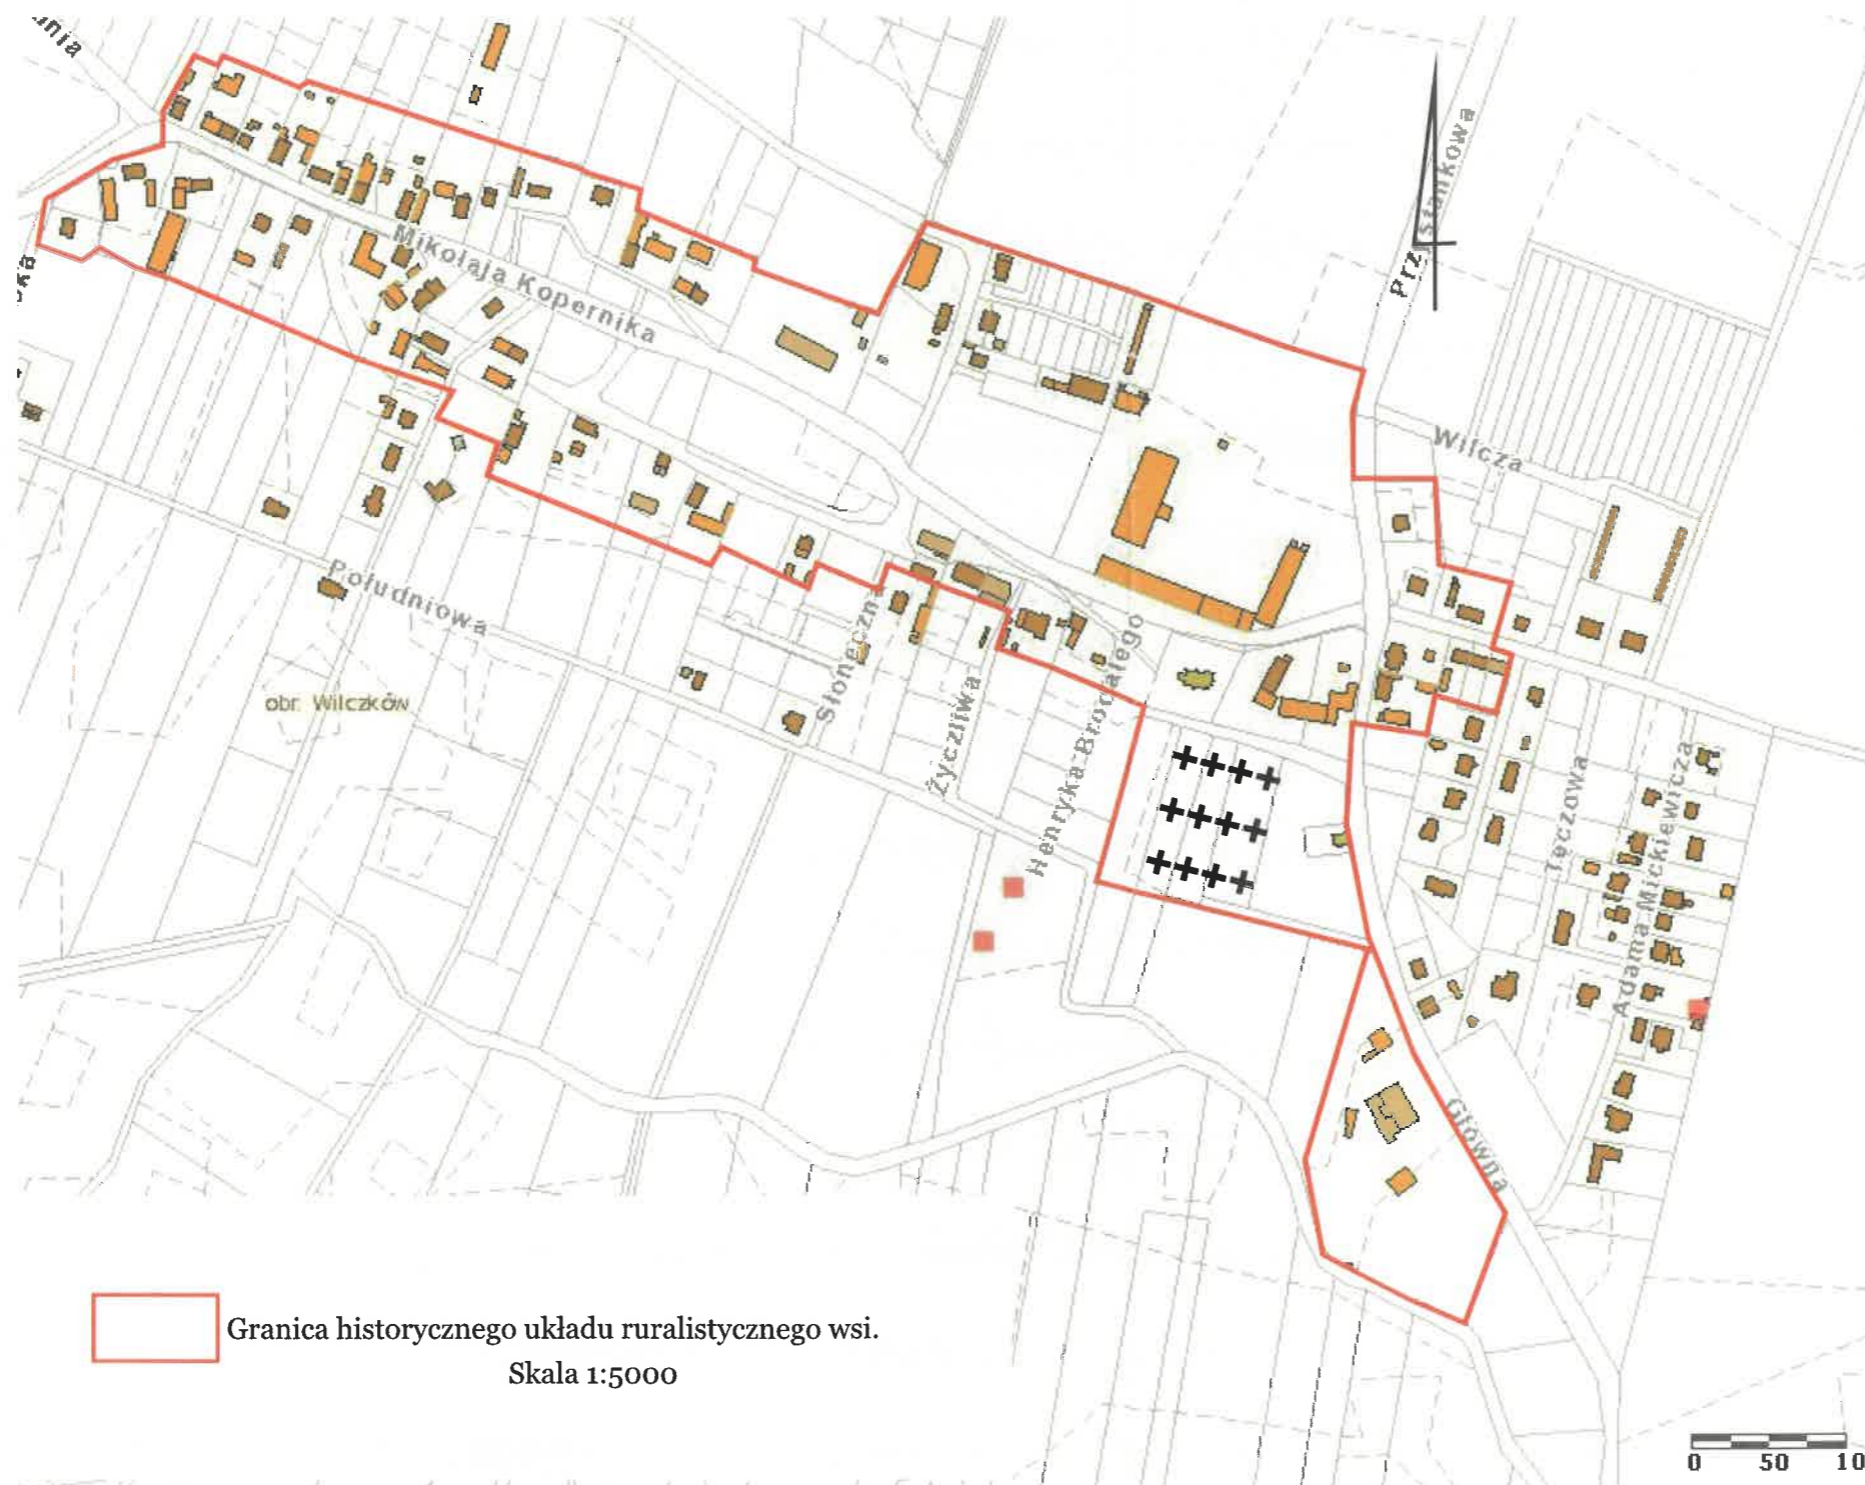 Mikołaja Kopernika
Wilcza
Południowa
obr. Wilczków
Słoneczna
Życzliwa
Henryka Brodatego
Tęczowa
Adama Mickiewicza
Główna
Granica historycznego układu ruralistycznego wsi.
Skala 1:5000
0 50 10